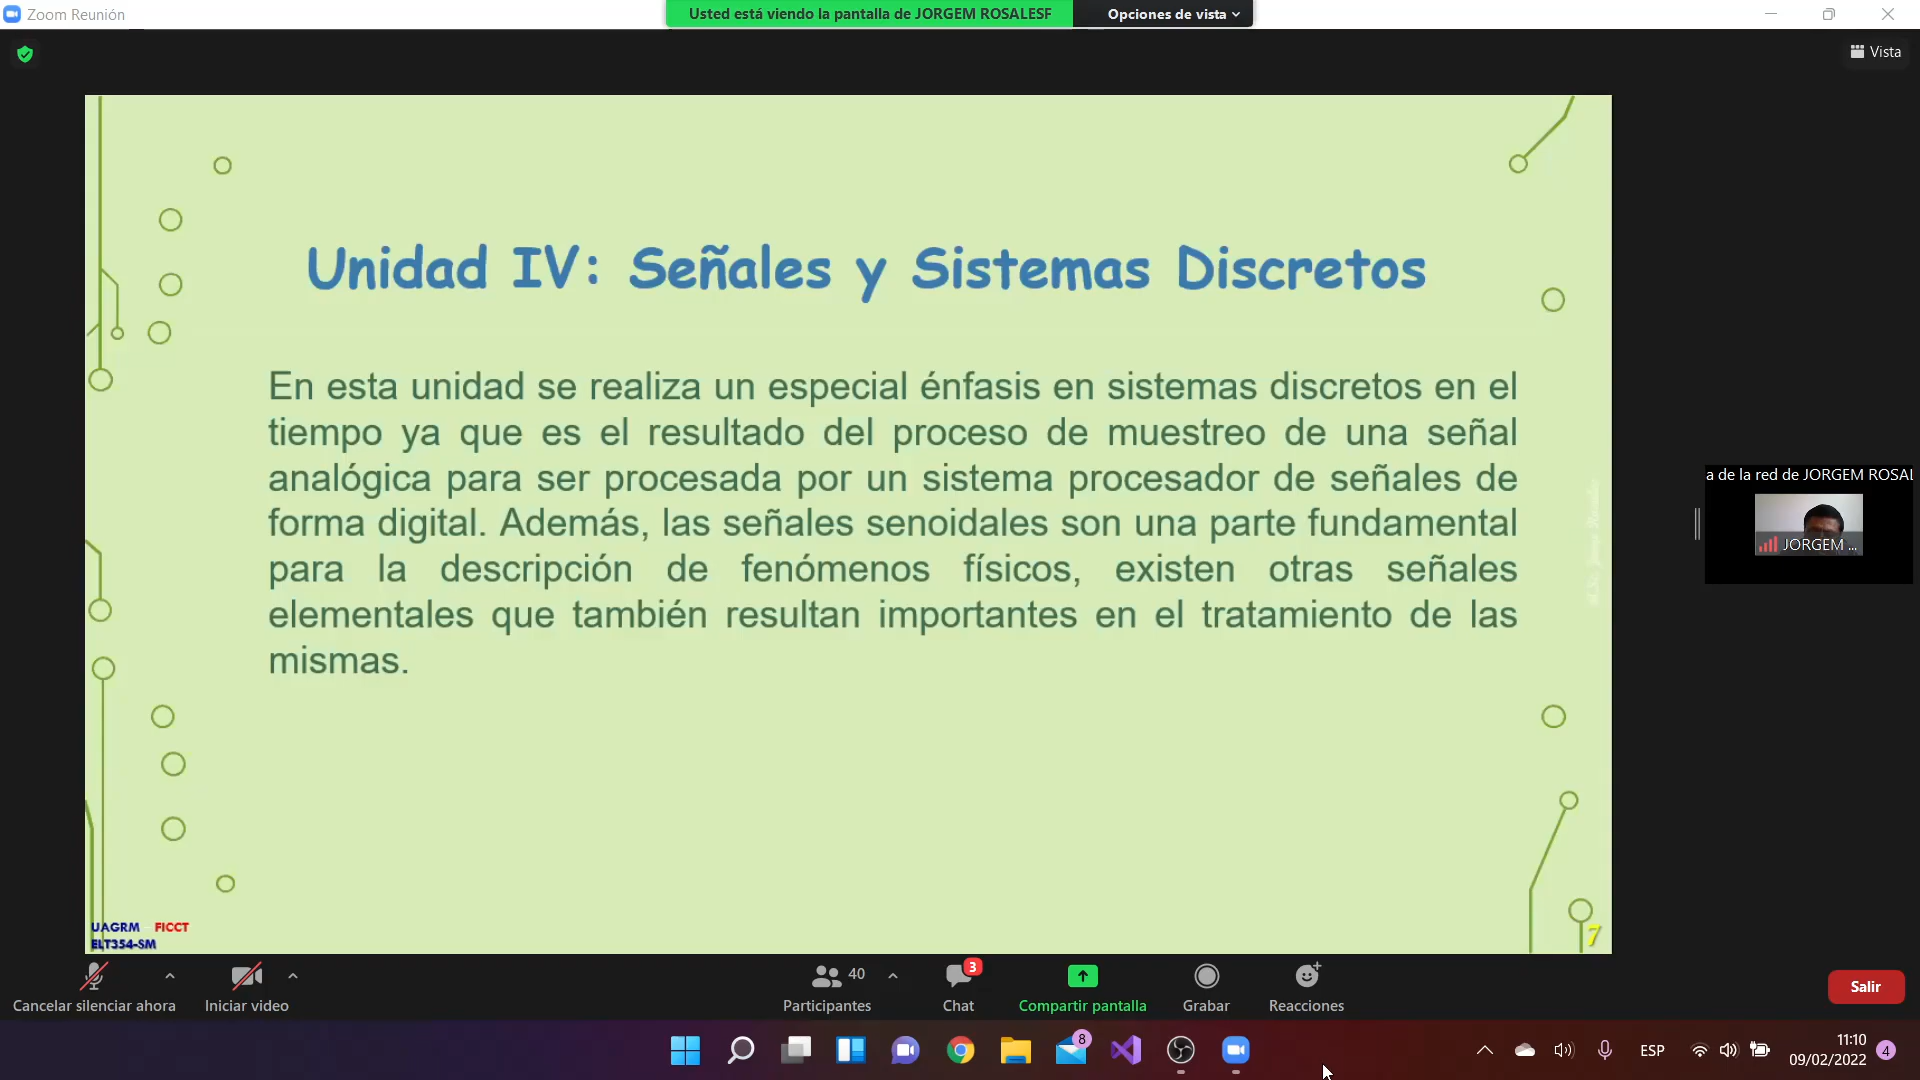 Zoom Reunión
Usted está viendo la pantalla de JORGEM ROSALESF
Opciones de vista
Vista
Unidad IV: Señales y Sistemas Discretos
En esta unidad se realiza un especial énfasis en sistemas discretos en el
tiempo ya que es el resultado del proceso de muestreo de una señal
analógica para ser procesada por un sistema procesador de señales de
forma digital. Además, las señales senoidales son una parte fundamental
para la descripción de fenómenos físicos, existen otras señales
elementales que también resultan importantes en el tratamiento de las
mismas.
a de la red de JORGEM ROSAL
JORGEM ...
UAGRM - FICCT
ELT354-SM
7
Cancelar silenciar ahora
Iniciar video
40
Participantes
3
Chat
Compartir pantalla
Grabar
Reacciones
Salir
8
ESP
11:10
09/02/2022
4